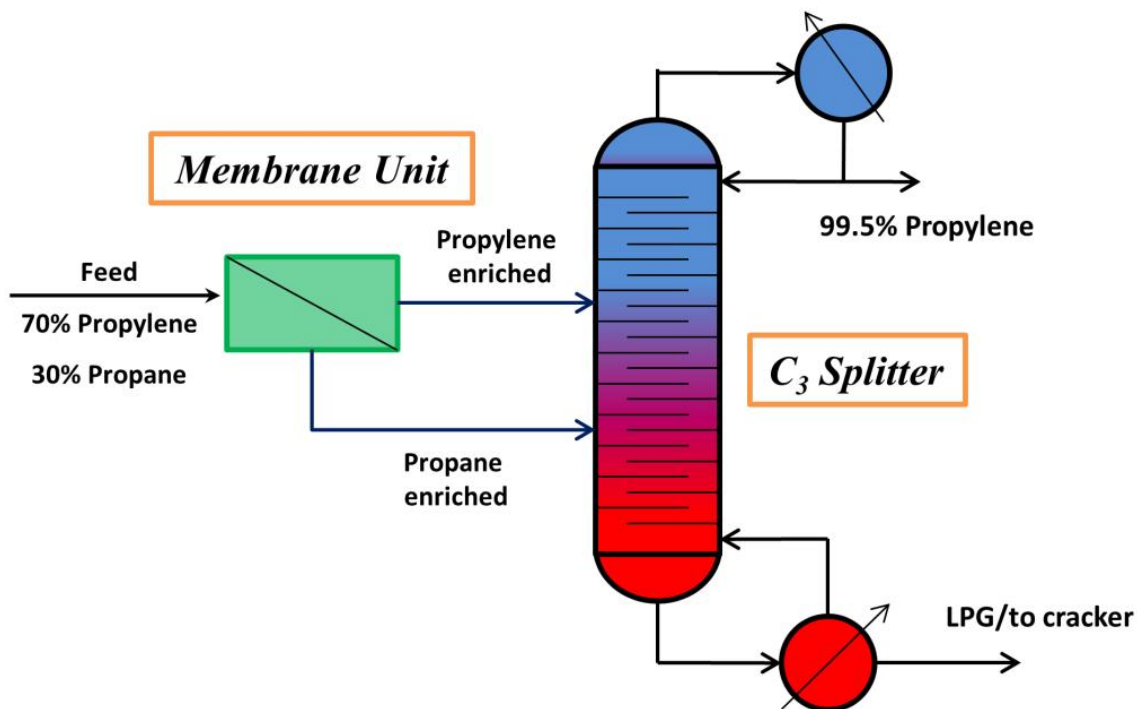 Membrane Unit
Feed
70% Propylene
30% Propane
Propylene
enriched
Propane
enriched
99.5% Propylene
C₃ Splitter
LPG/to cracker